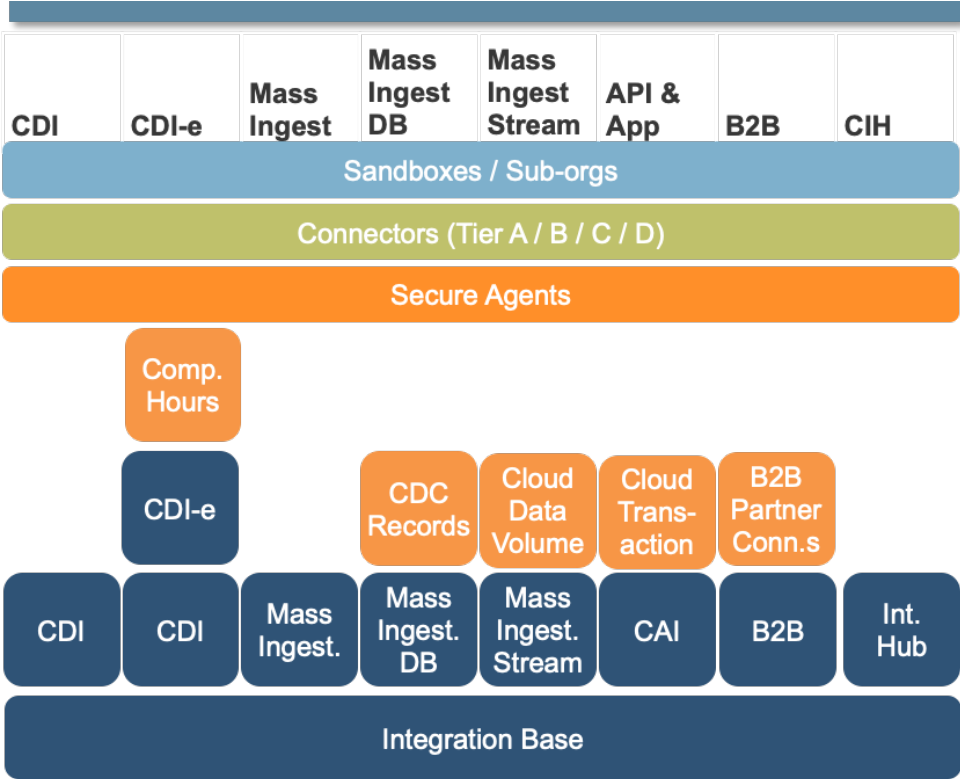 CDI
CDI-e
Mass
Ingest
Mass
Ingest
DB
Mass
Ingest
Stream
API &
App
B2B
CIH
Sandboxes / Sub-orgs
Connectors (Tier A / B / C / D)
Secure Agents
Comp.
Hours
CDI-e
CDC
Records
Cloud
Data
Volume
Cloud
Trans-
action
B2B
Partner
Conn.s
CDI
CDI
Mass
Ingest.
Mass
Ingest.
DB
Mass
Ingest.
Stream
CAI
B2B
Int.
Hub
Integration Base